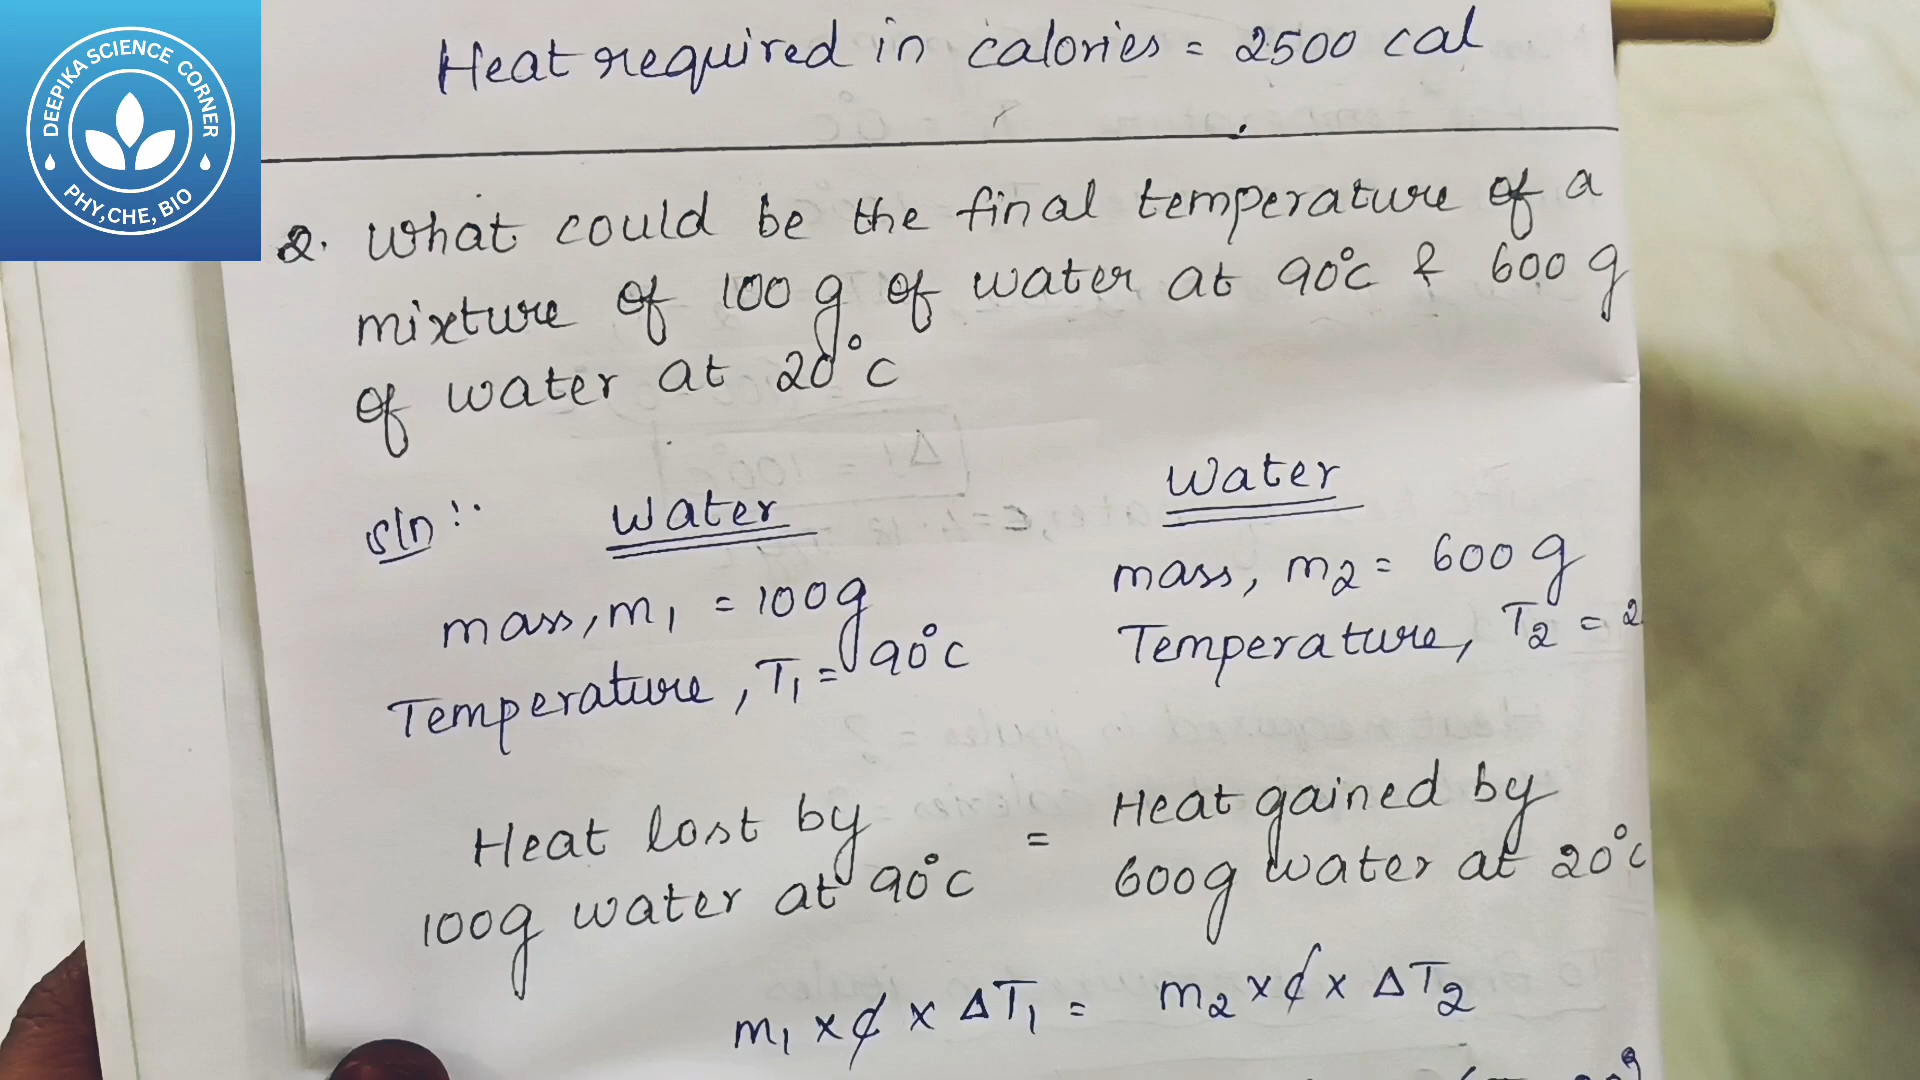 DEEPIKA SCIENCE CORNER
PHY,CHE, BIO
Heat required in calories = 2500 cal
2. What could be the final temperature of a
mixture of 100 g of water at 90°c & 600 g
of water at 20°c
Sln :-
Water
mass, m1 = 100g
Temperature, T1 = 90°c
Water
mass, m2 = 600 g
Temperature, T2 = 2
Heat lost by = Heat gained by
100g water at 90°c 600g water at 20°c
m1 x c x ΔT1 = m2 x c x ΔT2